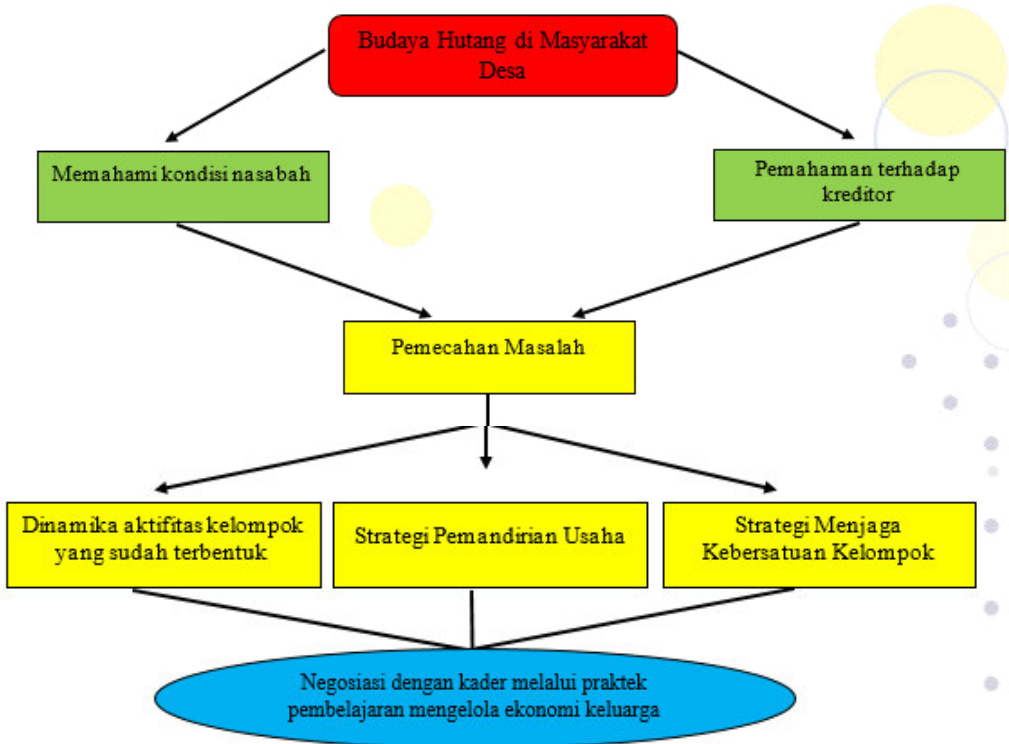 Budaya Hutang di Masyarakat
Desa
Memahami kondisi nasabah
Pemahaman terhadap
kreditor
Pemecahan Masalah
Dinamika aktifitas kelompok
yang sudah terbentuk
Strategi Pemandirian Usaha
Strategi Menjaga
Kebersatuan Kelompok
Negosiasi dengan kader melalui praktek
pembelajaran mengelola ekonomi keluarga